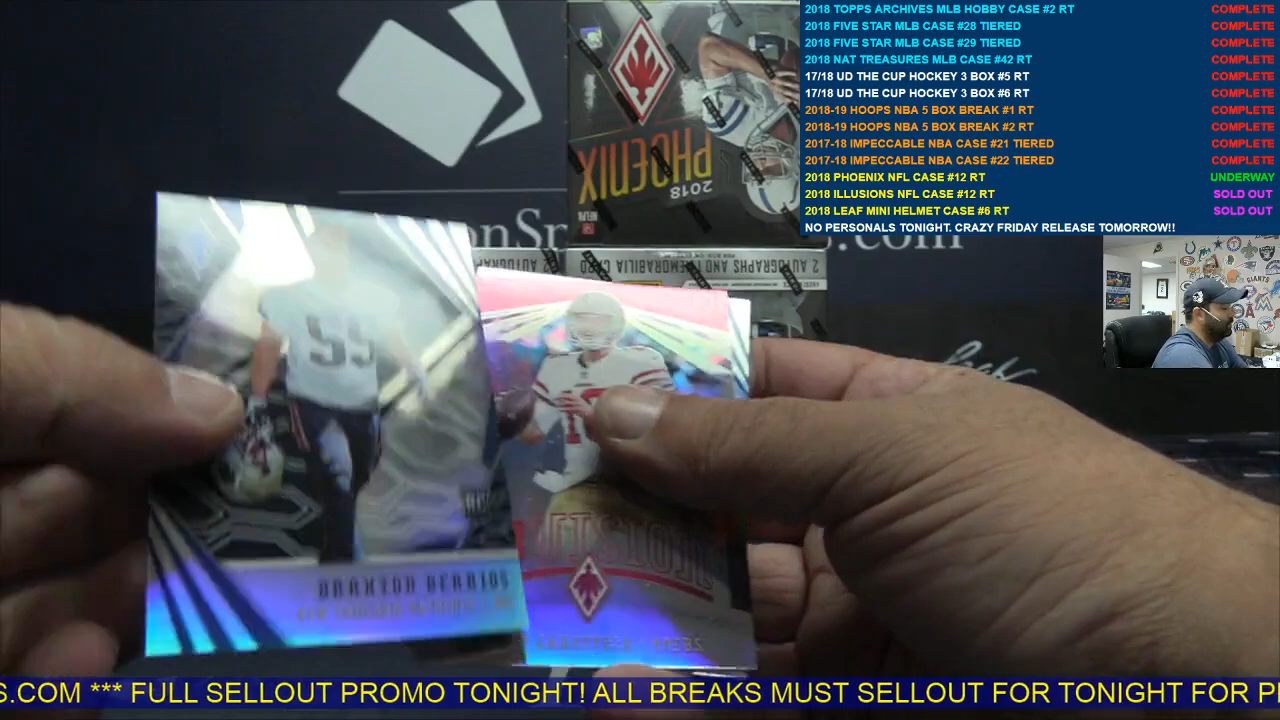 2018 TOPPS ARCHIVES MLB HOBBY CASE #2 RT COMPLETE
2018 FIVE STAR MLB CASE #28 TIERED COMPLETE
2018 FIVE STAR MLB CASE #29 TIERED COMPLETE
2018 NAT TREASURES MLB CASE #42 RT COMPLETE
17/18 UD THE CUP HOCKEY 3 BOX #5 RT COMPLETE
17/18 UD THE CUP HOCKEY 3 BOX #6 RT COMPLETE
2018-19 HOOPS NBA 5 BOX BREAK #1 RT COMPLETE
2018-19 HOOPS NBA 5 BOX BREAK #2 RT COMPLETE
2017-18 IMPECCABLE NBA CASE #21 TIERED COMPLETE
2017-18 IMPECCABLE NBA CASE #22 TIERED COMPLETE
2018 PHOENIX NFL CASE #12 RT UNDERWAY
2018 ILLUSIONS NFL CASE #12 RT SOLD OUT
2018 LEAF MINI HELMET CASE #6 RT SOLD OUT
NO PERSONALS TONIGHT. CRAZY FRIDAY RELEASE TOMORROW!!
2018
PHOENIX
2 AUTOGRAPHS AND MEMORABILIA CARD
.com
55
BRAXTON BERRIOS
S.COM *** FULL SELLOUT PROMO TONIGHT! ALL BREAKS MUST SELLOUT FOR TONIGHT FOR P